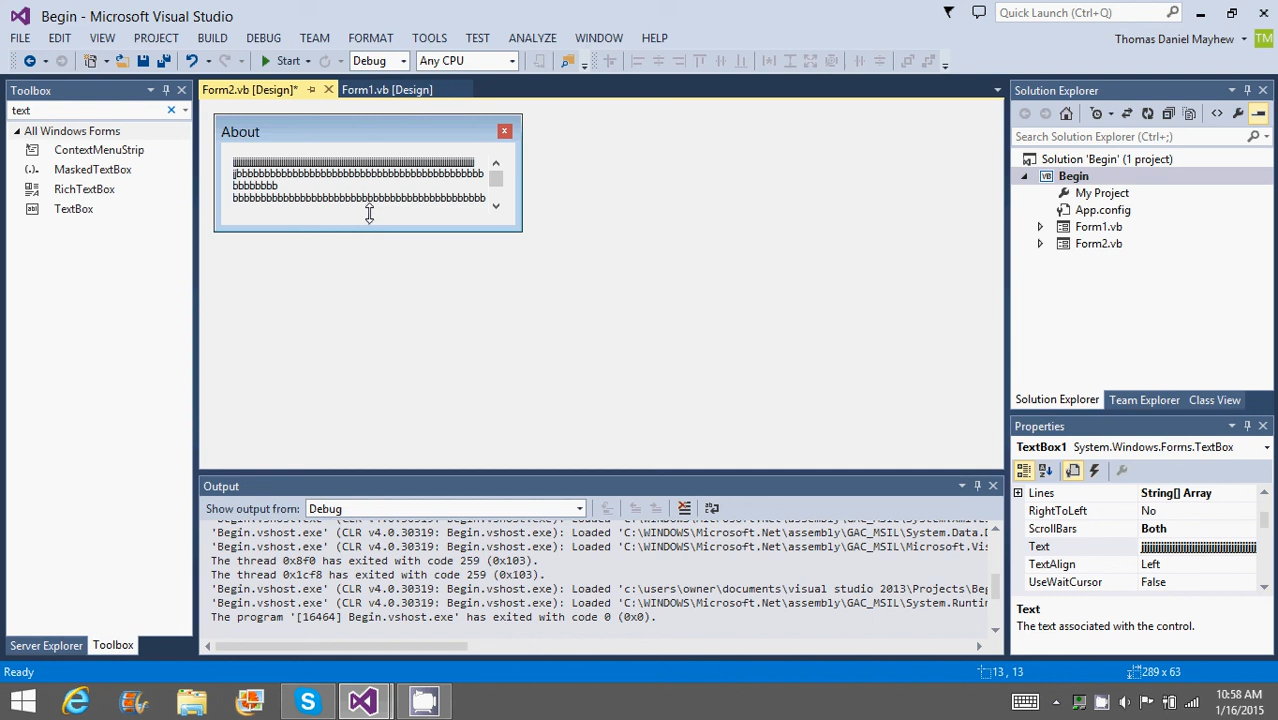 Begin - Microsoft Visual Studio
Quick Launch (Ctrl+Q)
FILE EDIT VIEW PROJECT BUILD DEBUG TEAM FORMAT TOOLS TEST ANALYZE WINDOW HELP
Thomas Daniel Mayhew
TM
Start
Debug
Any CPU
Toolbox
text
All Windows Forms
ContextMenuStrip
MaskedTextBox
RichTextBox
TextBox
Server Explorer
Toolbox
Form2.vb [Design]*
Form1.vb [Design]
About
bbbbbbbb
Output
Show output from: Debug
'Begin.vshost.exe' (CLR v4.0.30319: Begin.vshost.exe): Loaded 'C:\WINDOWS\Microsoft.Net\assembly\GAC_MSIL\System.Data.D
'Begin.vshost.exe' (CLR v4.0.30319: Begin.vshost.exe): Loaded 'C:\WINDOWS\Microsoft.Net\assembly\GAC_MSIL\Microsoft.Vis
The thread 0x8f0 has exited with code 259 (0x103).
The thread 0x1cf8 has exited with code 259 (0x103).
'Begin.vshost.exe' (CLR v4.0.30319: Begin.vshost.exe): Loaded 'c:\users\owner\documents\visual studio 2013\Projects\Beg
'Begin.vshost.exe' (CLR v4.0.30319: Begin.vshost.exe): Loaded 'C:\WINDOWS\Microsoft.Net\assembly\GAC_MSIL\System.Runtin
The program '[16464] Begin.vshost.exe' has exited with code 0 (0x0).
Solution Explorer
Search Solution Explorer (Ctrl+;)
Solution 'Begin' (1 project)
VB Begin
My Project
App.config
Form1.vb
Form2.vb
Solution Explorer Team Explorer Class View
Properties
TextBox1 System.Windows.Forms.TextBox
Lines String[] Array
RightToLeft No
ScrollBars Both
Text
TextAlign Left
UseWaitCursor False
Text
The text associated with the control.
Ready
13 , 13
289 x 63
10:58 AM
1/16/2015